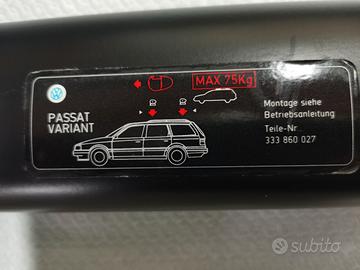 MAX 75Kg
PASSAT
VARIANT
Montage siehe
Betriebsanleitung
Teile-Nr.
333 860 027
subito